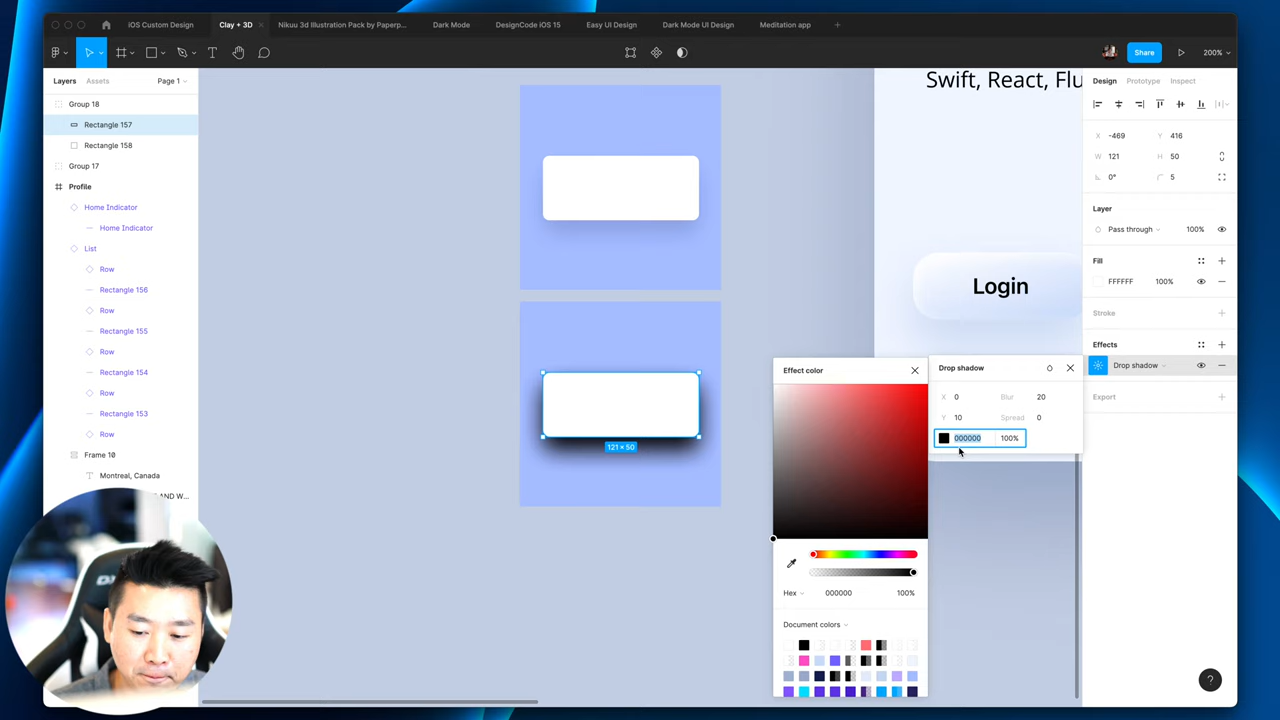 iOS Custom Design
Clay + 3D
Nikuu 3d Illustration Pack by Paperp...
Dark Mode
DesignCode iOS 15
Easy UI Design
Dark Mode UI Design
Meditation app
Share
200%
Layers
Assets
Page 1
Group 18
Rectangle 157
Rectangle 158
Group 17
Profile
Home Indicator
Home Indicator
List
Row
Rectangle 156
Row
Rectangle 155
Row
Rectangle 154
Row
Rectangle 153
Row
Frame 10
Montreal, Canada
AND W...
121 × 50
Swift, React, Flu
Login
Effect color
Hex
000000
100%
Document colors
Drop shadow
X 0
Blur 20
Y 10
Spread 0
000000
100%
Design
Prototype
Inspect
X -469
Y 416
W 121
H 50
0°
5
Layer
Pass through
100%
Fill
FFFFFF
100%
Stroke
Effects
Drop shadow
Export
?